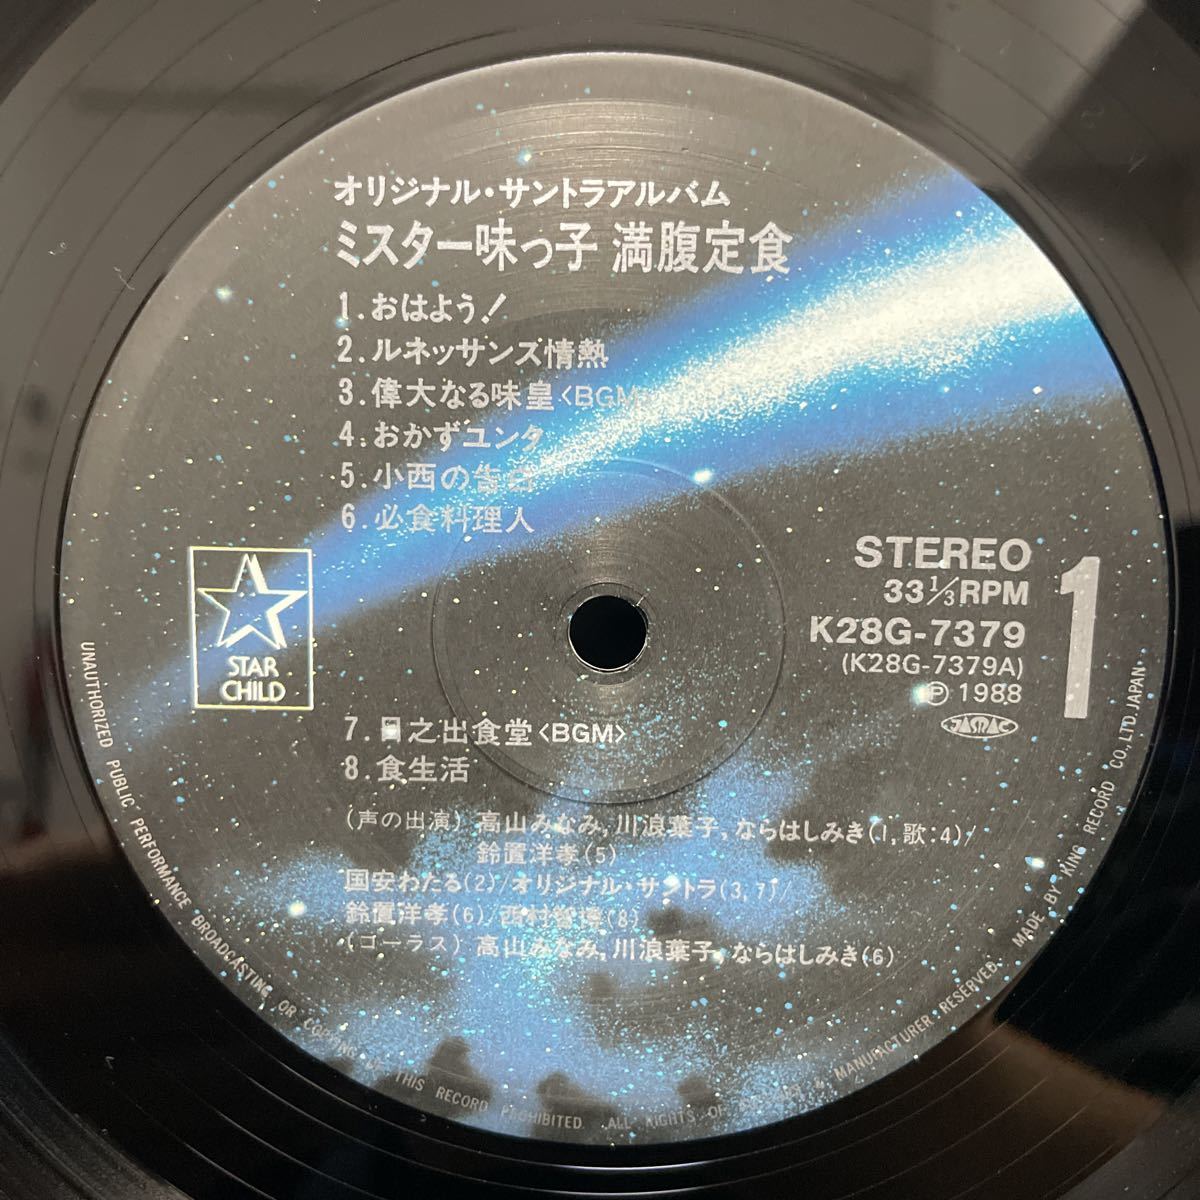 オリジナル・サントラアルバム
ミスター味っ子 満腹定食
1.おはよう！
2.ルネッサンス情熱
3.偉大なる味皇〈BGM〉
4.おかずユンタ
5.小西の告白
6.必食料理人
STAR
CHILD
STEREO
33 1/3 RPM
K28G-7379
(K28G-7379A)
Ⓟ 1988
JASRAC
1
7.日之出食堂〈BGM〉
8.食生活
(声の出演) 高山みなみ, 川浪葉子, ならはしみき(1, 歌:4)/
鈴置洋孝(5)
国安わたる(2)/オリジナル・サントラ(3, 7)/
鈴置洋孝(6)/西村智博(8)
(コーラス) 高山みなみ, 川浪葉子, ならはしみき(6)
UNAUTHORIZED PUBLIC PERFORMANCE BROADCASTING OR COPYING OF THIS RECORD PROHIBITED. ALL RIGHTS OF MANUFACTURER RESERVED. MADE BY KING RECORD CO., LTD. JAPAN